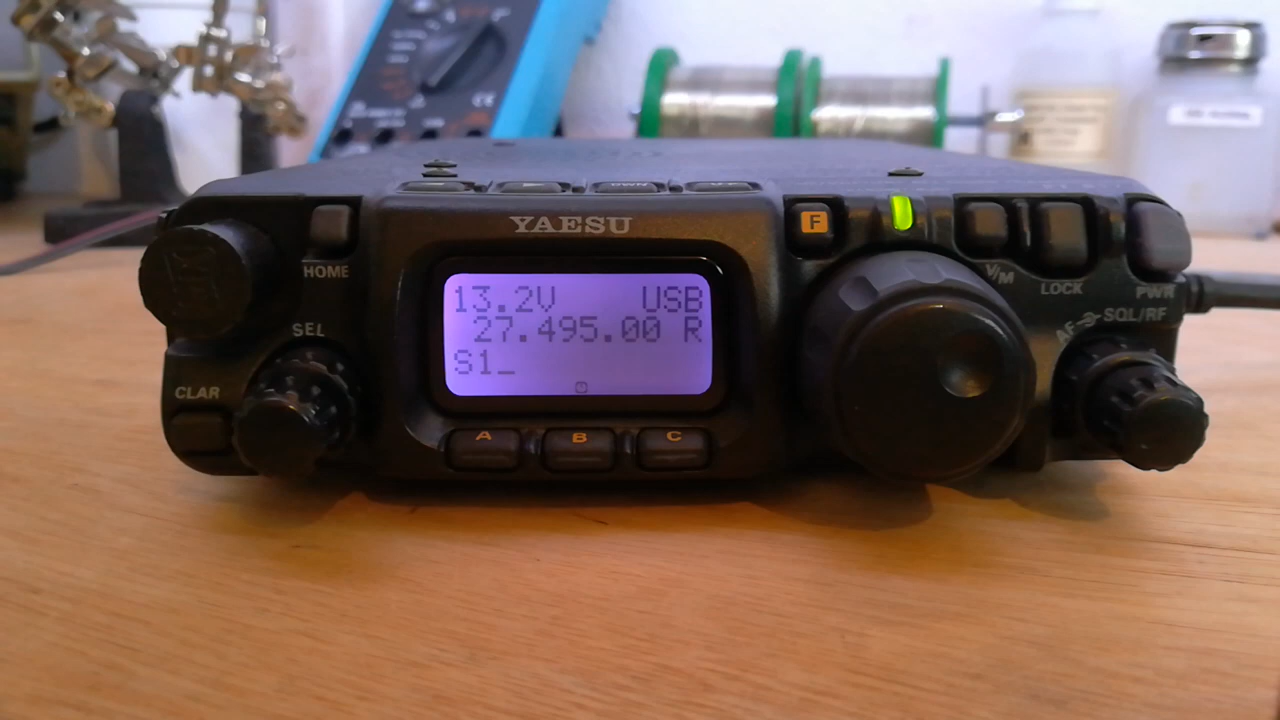 YAESU
F
HOME
V/M
LOCK
PWR
SEL
AF SQL/RF
13.2V USB
27.495.00 R
S1_
CLAR
A B C